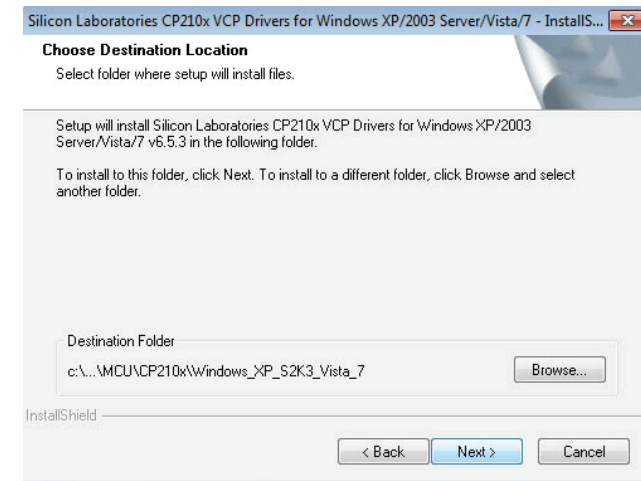 Silicon Laboratories CP210x VCP Drivers for Windows XP/2003 Server/Vista/7 - InstallS...
Choose Destination Location
Select folder where setup will install files.
Setup will install Silicon Laboratories CP210x VCP Drivers for Windows XP/2003
Server/Vista/7 v6.5.3 in the following folder.
To install to this folder, click Next. To install to a different folder, click Browse and select
another folder.
Destination Folder
c:\...\MCU\CP210x\Windows_XP_S2K3_Vista_7
Browse...
InstallShield
< Back
Next >
Cancel